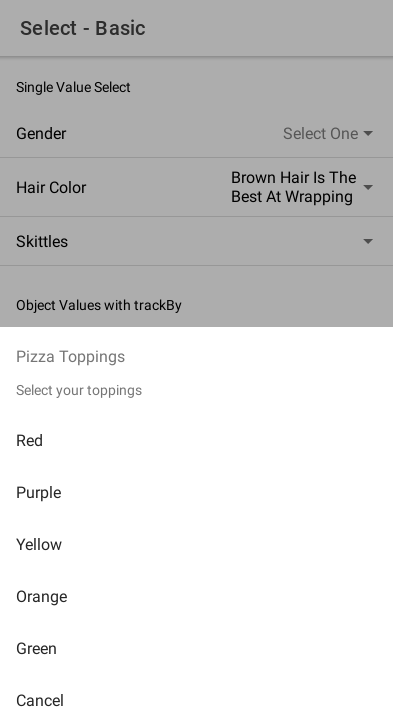 Select - Basic
Single Value Select
Gender Select One
Hair Color Brown Hair Is The
Best At Wrapping
Skittles
Object Values with trackBy
Pizza Toppings
Select your toppings
Red
Purple
Yellow
Orange
Green
Cancel